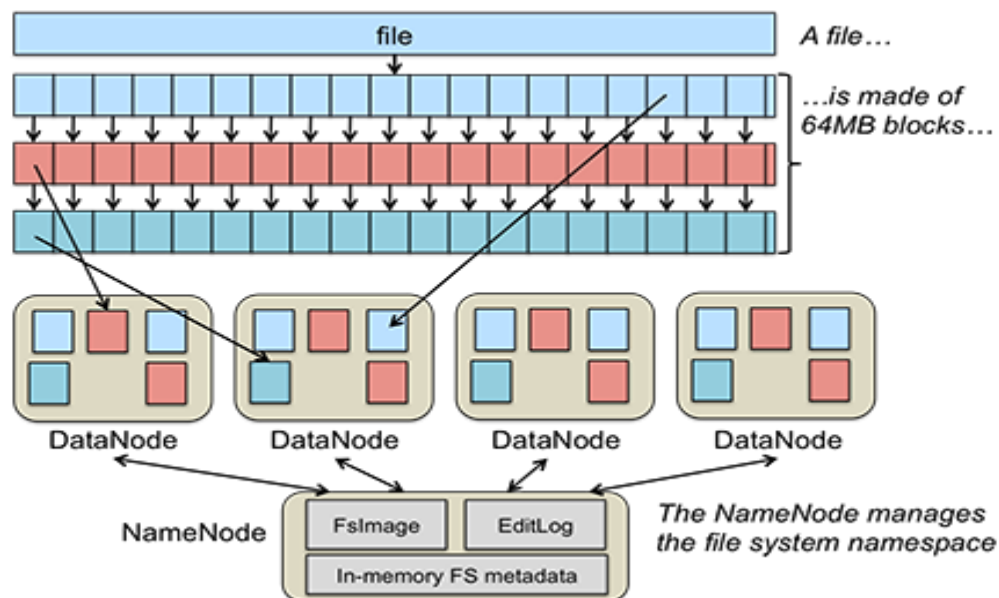 file
A file…
…is made of
64MB blocks…
DataNode
DataNode
DataNode
DataNode
NameNode
FsImage
EditLog
In-memory FS metadata
The NameNode manages
the file system namespace